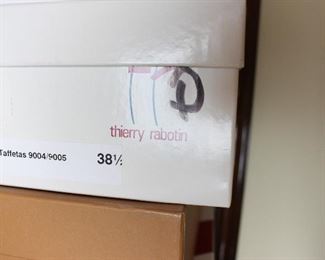 thierry rabotin
Taffetas 9004/9005 38½